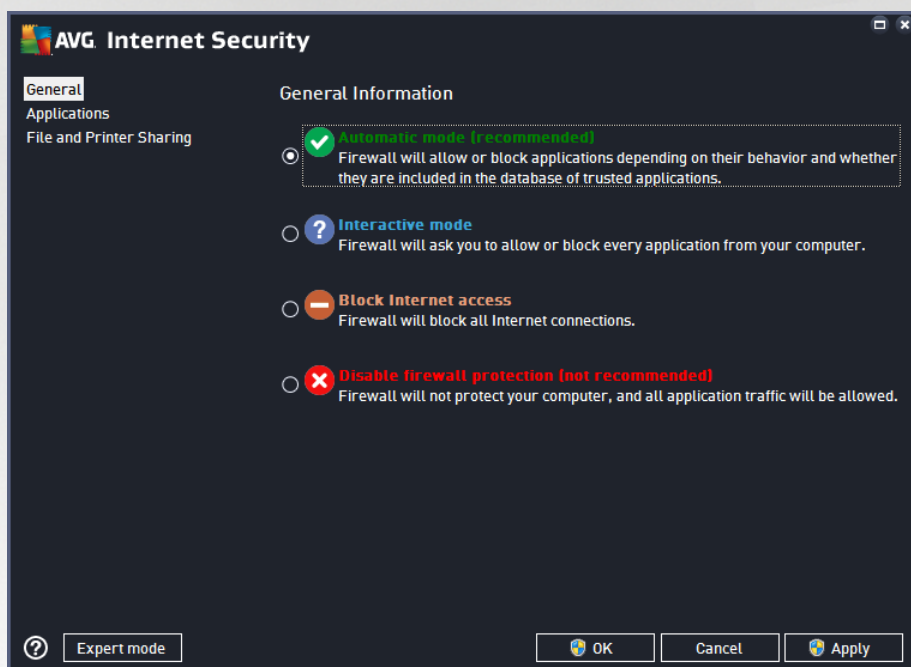 AVG. Internet Security
General
Applications
File and Printer Sharing
General Information
Automatic mode (recommended)
Firewall will allow or block applications depending on their behavior and whether
they are included in the database of trusted applications.
Interactive mode
Firewall will ask you to allow or block every application from your computer.
Block Internet access
Firewall will block all Internet connections.
Disable firewall protection (not recommended)
Firewall will not protect your computer, and all application traffic will be allowed.
Expert mode
OK
Cancel
Apply